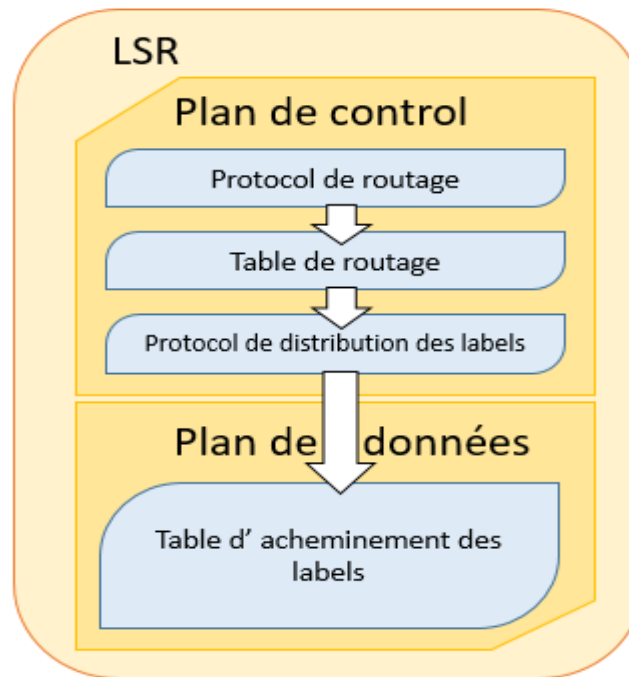 LSR
Plan de control
Protocol de routage
Table de routage
Protocol de distribution des labels
Plan de données
Table d' acheminement des
labels